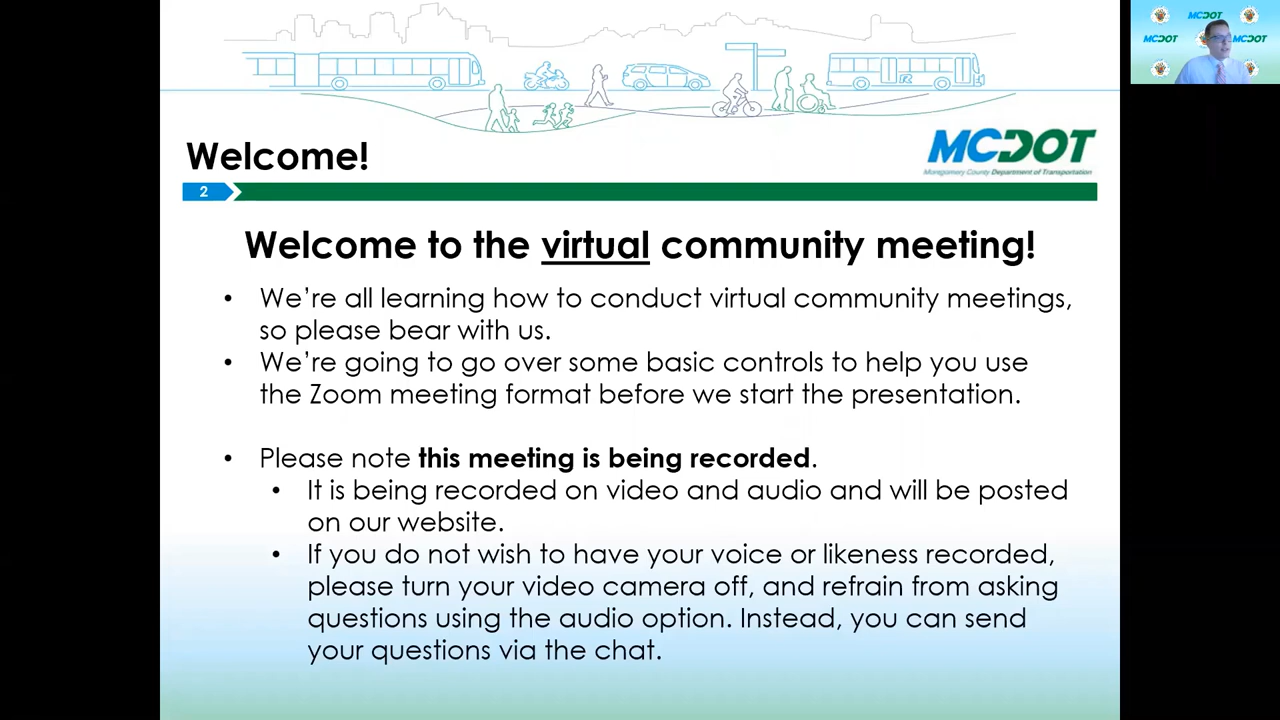 MCDOT
MCDOT
MCDOT
Welcome!
MCDOT
Montgomery County Department of Transportation
2
Welcome to the virtual community meeting!
• We’re all learning how to conduct virtual community meetings,
so please bear with us.
• We’re going to go over some basic controls to help you use
the Zoom meeting format before we start the presentation.
• Please note this meeting is being recorded.
• It is being recorded on video and audio and will be posted
on our website.
• If you do not wish to have your voice or likeness recorded,
please turn your video camera off, and refrain from asking
questions using the audio option. Instead, you can send
your questions via the chat.